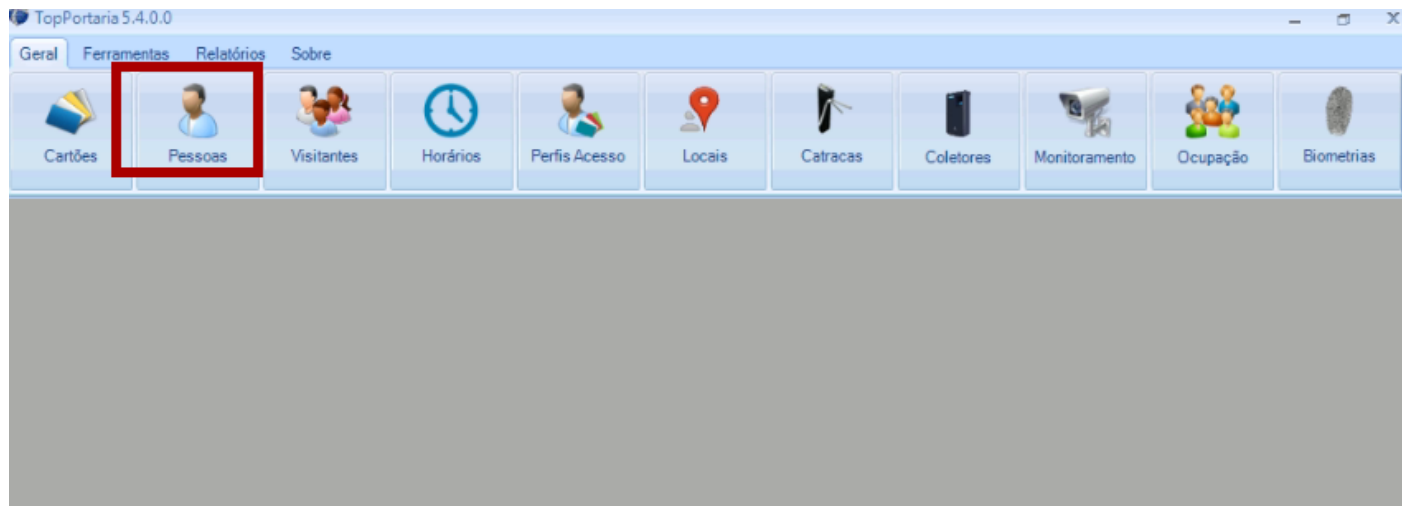 TopPortaria 5.4.0.0
Geral Ferramentas Relatórios Sobre
Cartões Pessoas Visitantes Horários Perfis Acesso Locais Catracas Coletores Monitoramento Ocupação Biometrias